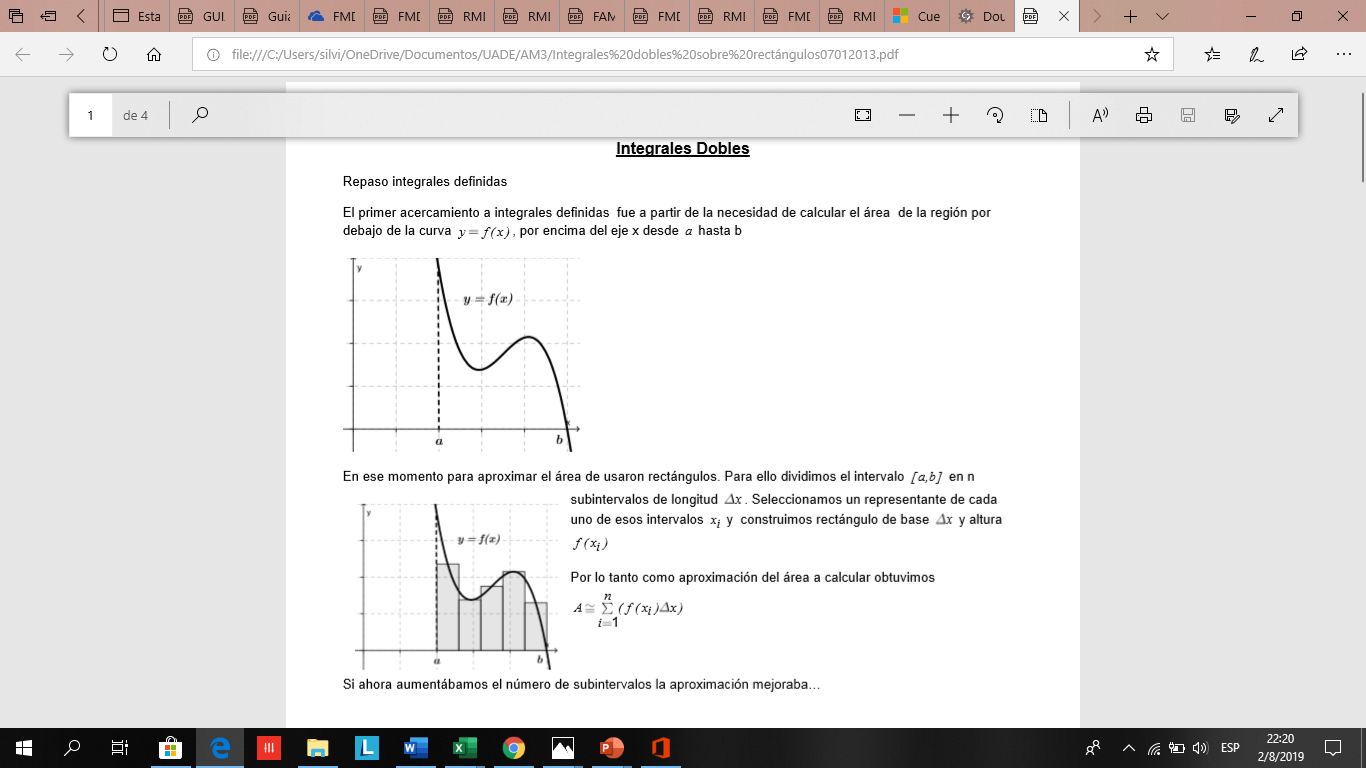 Esta
GUI
Guia
FMD
FMD
RMI
RMI
FAM
FMD
RMI
FMD
RMI
Cue
Dou
file:///C:/Users/silvi/OneDrive/Documentos/UADE/AM3/Integrales%20dobles%20sobre%20rectángulos07012013.pdf
1 de 4
Integrales Dobles
Repaso integrales definidas
El primer acercamiento a integrales definidas fue a partir de la necesidad de calcular el área de la región por
debajo de la curva y = f(x), por encima del eje x desde a hasta b
y
y = f(x)
a b
En ese momento para aproximar el área de usaron rectángulos. Para ello dividimos el intervalo [a,b] en n
subintervalos de longitud Δx. Seleccionamos un representante de cada
uno de esos intervalos xi y construimos rectángulo de base Δx y altura
f(xi)
y
y = f(x)
a b
Por lo tanto como aproximación del área a calcular obtuvimos
n
A ≅ Σ (f(xi)Δx)
i=1
Si ahora aumentábamos el número de subintervalos la aproximación mejoraba…
ESP
22:20
2/8/2019